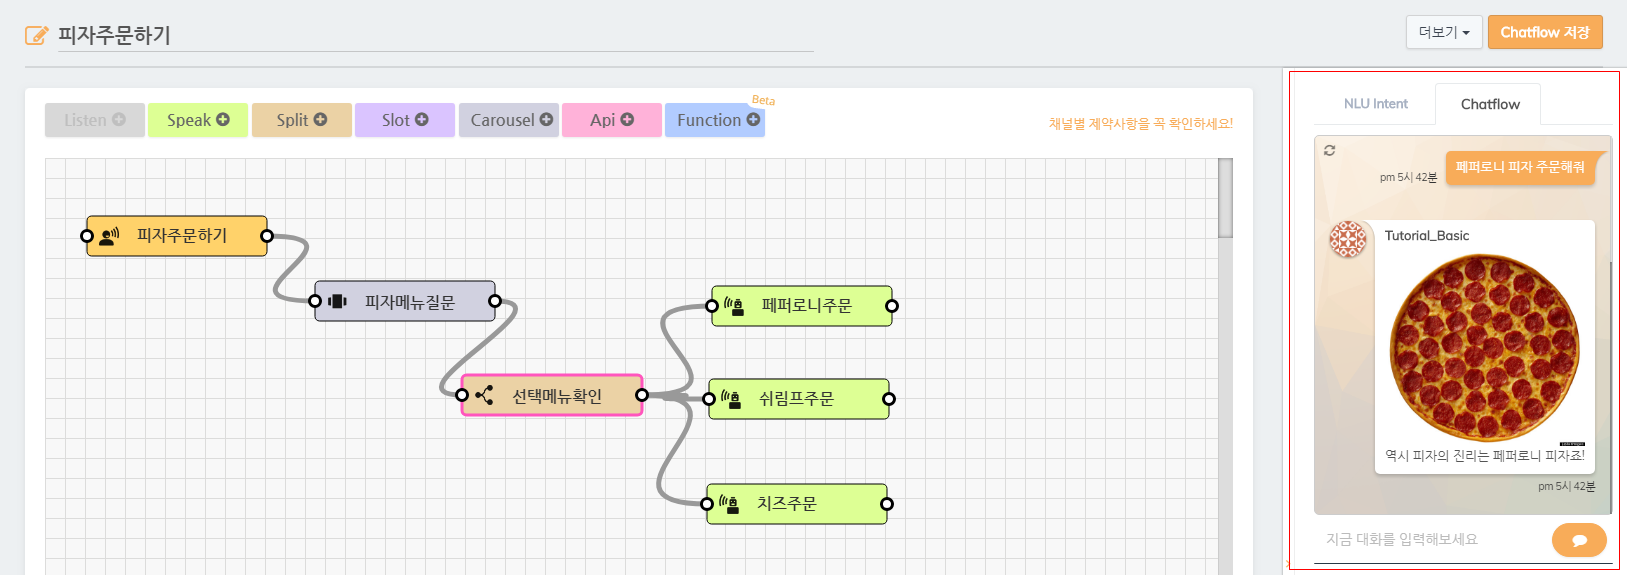 피자주문하기
더보기
Chatflow 저장
Listen
Speak
Split
Slot
Carousel
Api
Function
Beta
채널별 제약사항을 꼭 확인하세요!
피자주문하기
피자메뉴질문
선택메뉴확인
페퍼로니주문
쉬림프주문
치즈주문
NLU Intent
Chatflow
페퍼로니 피자 주문해줘
pm 5시 42분
Tutorial_Basic
역시 피자의 진리는 페퍼로니 피자죠!
pm 5시 42분
지금 대화를 입력해보세요